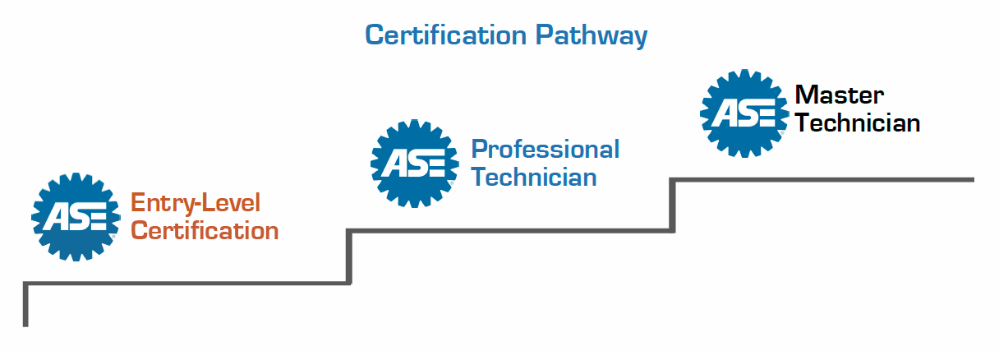 Certification Pathway
ASE
Master
Technician
ASE
Professional
Technician
ASE
Entry-Level
Certification